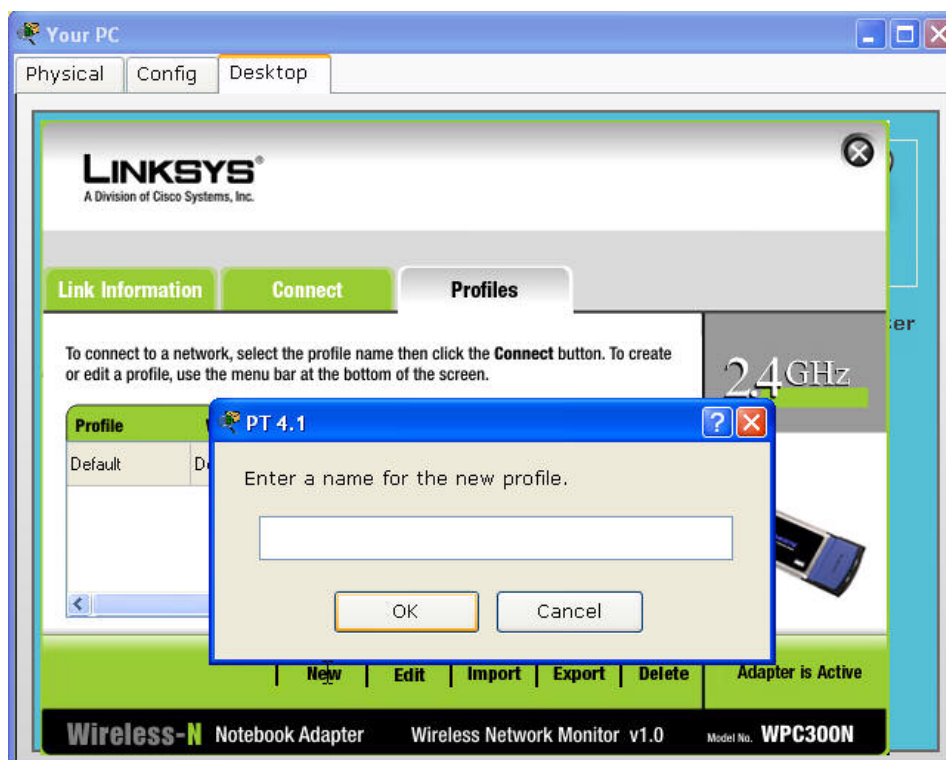 Your PC
Physical Config Desktop
LINKSYS®
A Division of Cisco Systems, Inc.
Link Information Connect Profiles
To connect to a network, select the profile name then click the Connect button. To create
or edit a profile, use the menu bar at the bottom of the screen.
2.4GHz
Profile
PT 4.1
Default
Enter a name for the new profile.
OK Cancel
New Edit Import Export Delete Adapter is Active
Wireless-N Notebook Adapter Wireless Network Monitor v1.0 Model No. WPC300N